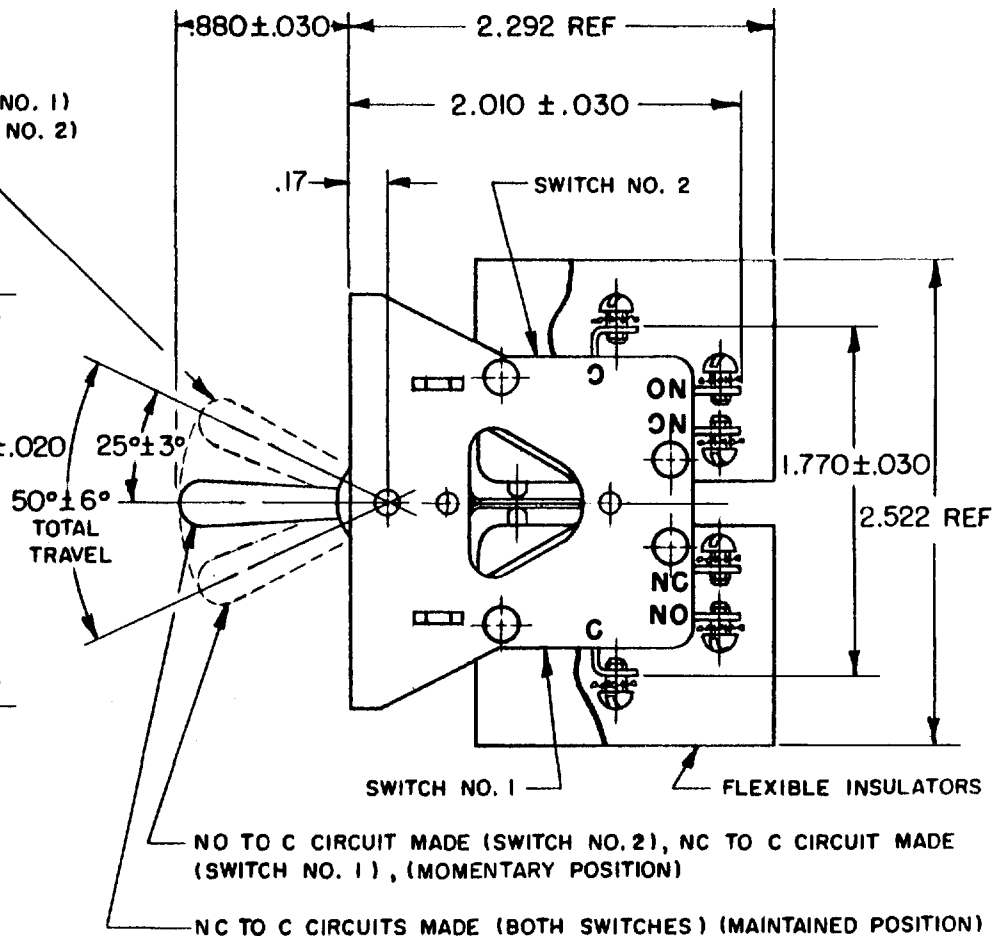 .880±.030
2.292 REF
NO. 1)
NO. 2)
2.010 ±.030
.17
SWITCH NO. 2
C
NO
NC
±.020
25°±3°
1.770±.030
50°±6°
TOTAL
TRAVEL
2.522 REF
NC
NO
C
SWITCH NO. 1
FLEXIBLE INSULATORS
NO TO C CIRCUIT MADE (SWITCH NO. 2), NC TO C CIRCUIT MADE
(SWITCH NO. 1), (MOMENTARY POSITION)
NC TO C CIRCUITS MADE (BOTH SWITCHES) (MAINTAINED POSITION)